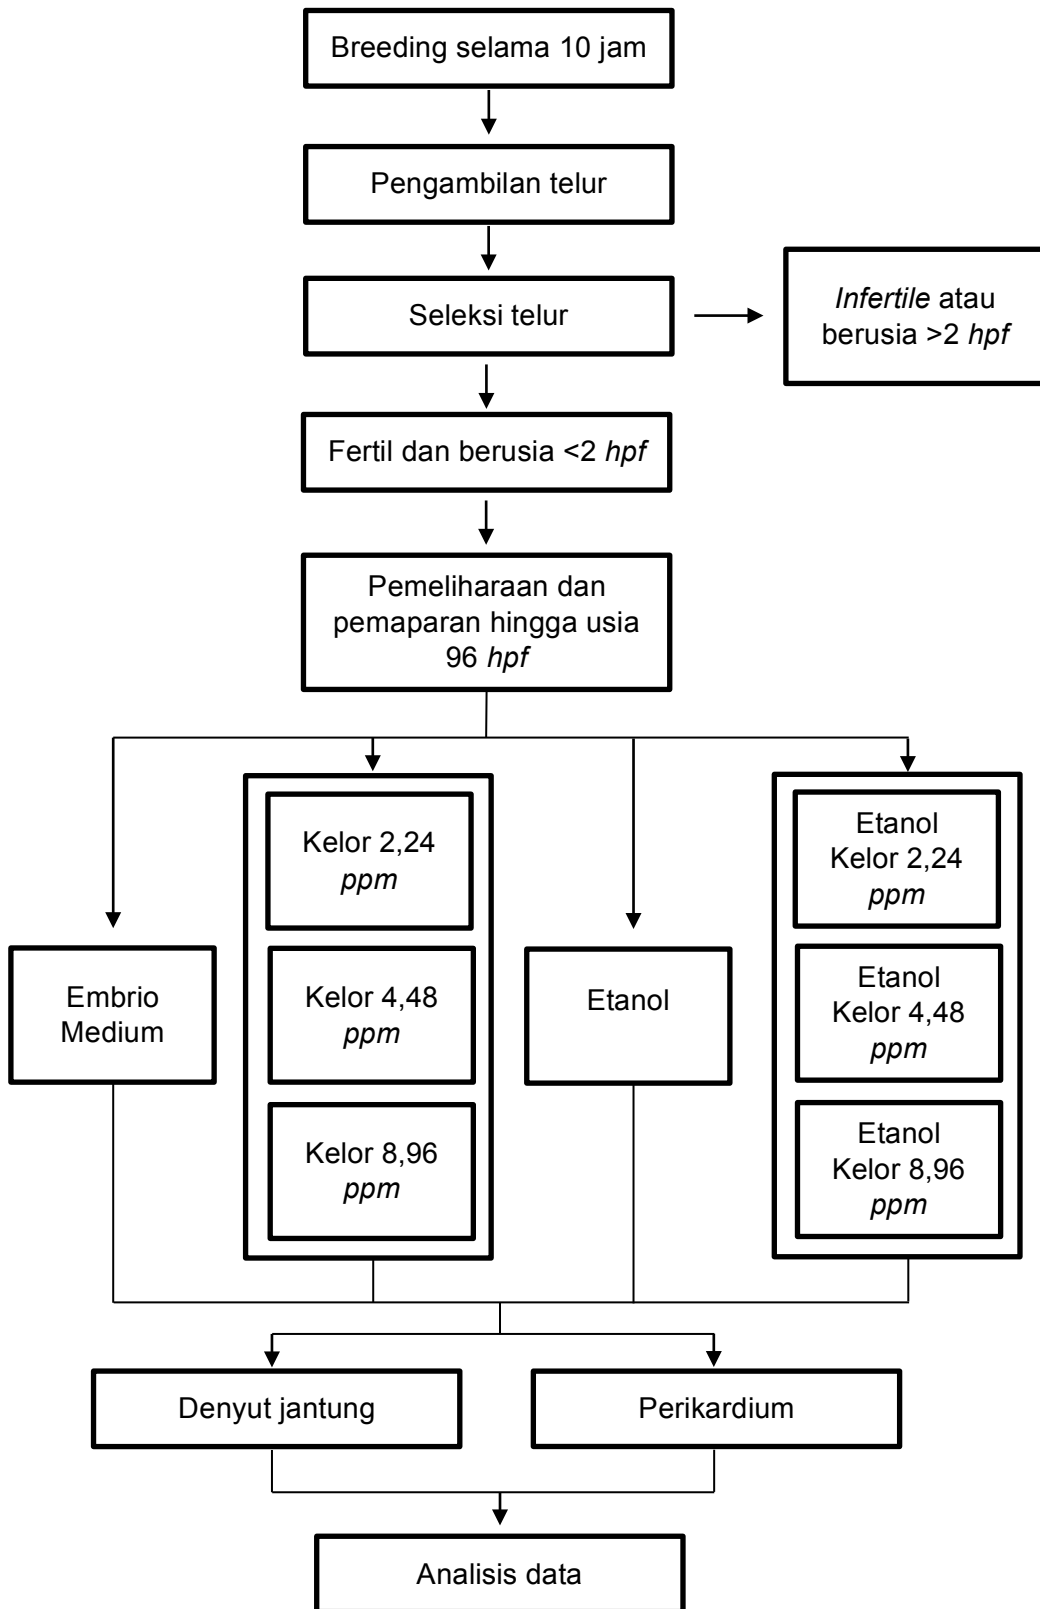 Breeding selama 10 jam
Pengambilan telur
Seleksi telur
Infertile atau
berusia >2 hpf
Fertil dan berusia <2 hpf
Pemeliharaan dan
pemaparan hingga usia
96 hpf
Embrio
Medium
Kelor 2,24
ppm
Kelor 4,48
ppm
Kelor 8,96
ppm
Etanol
Etanol
Kelor 2,24
ppm
Etanol
Kelor 4,48
ppm
Etanol
Kelor 8,96
ppm
Denyut jantung
Perikardium
Analisis data